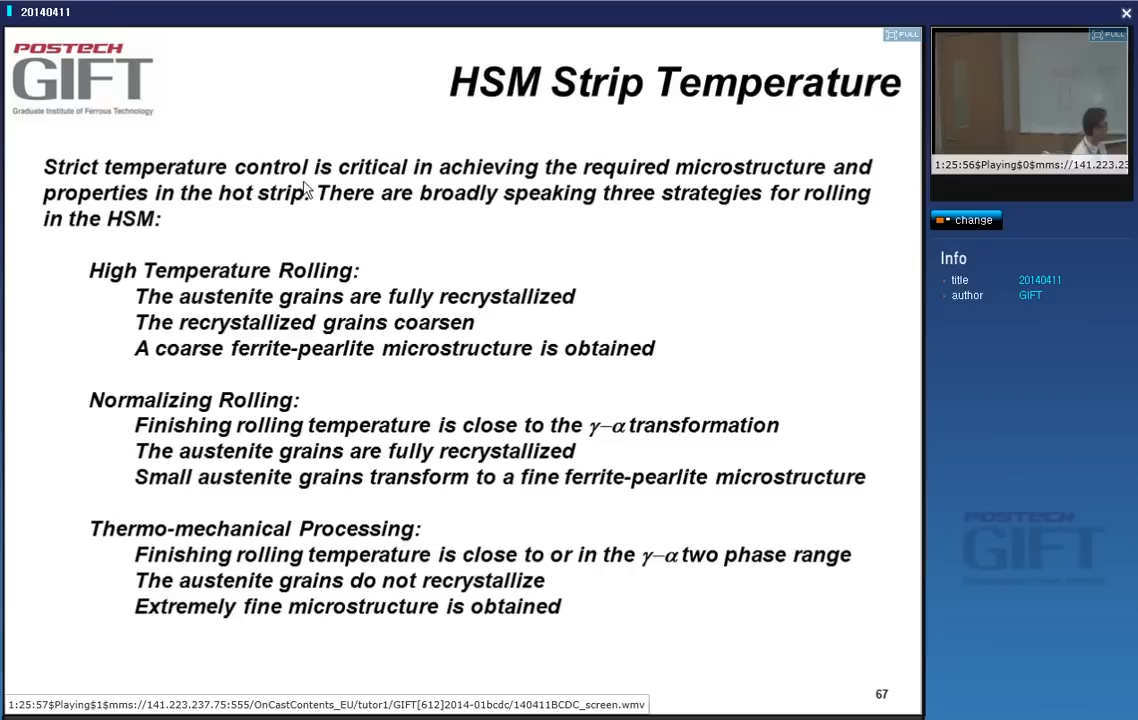 20140411
POSTECH
GIFT
Graduate Institute of Ferrous Technology
FULL
HSM Strip Temperature
Strict temperature control is critical in achieving the required microstructure and
properties in the hot strip. There are broadly speaking three strategies for rolling
in the HSM:
High Temperature Rolling:
The austenite grains are fully recrystallized
The recrystallized grains coarsen
A coarse ferrite-pearlite microstructure is obtained
Normalizing Rolling:
Finishing rolling temperature is close to the γ–α transformation
The austenite grains are fully recrystallized
Small austenite grains transform to a fine ferrite-pearlite microstructure
Thermo-mechanical Processing:
Finishing rolling temperature is close to or in the γ–α two phase range
The austenite grains do not recrystallize
Extremely fine microstructure is obtained
67
1:25:57$Playing$1$mms://141.223.237.75:555/OnCastContents_EU/tutor1/GIFT[612]2014-01bcdc/140411BCDC_screen.wmv
FULL
1:25:56$Playing$0$mms://141.223.23
change
Info
title 20140411
author GIFT
POSTECH
GIFT